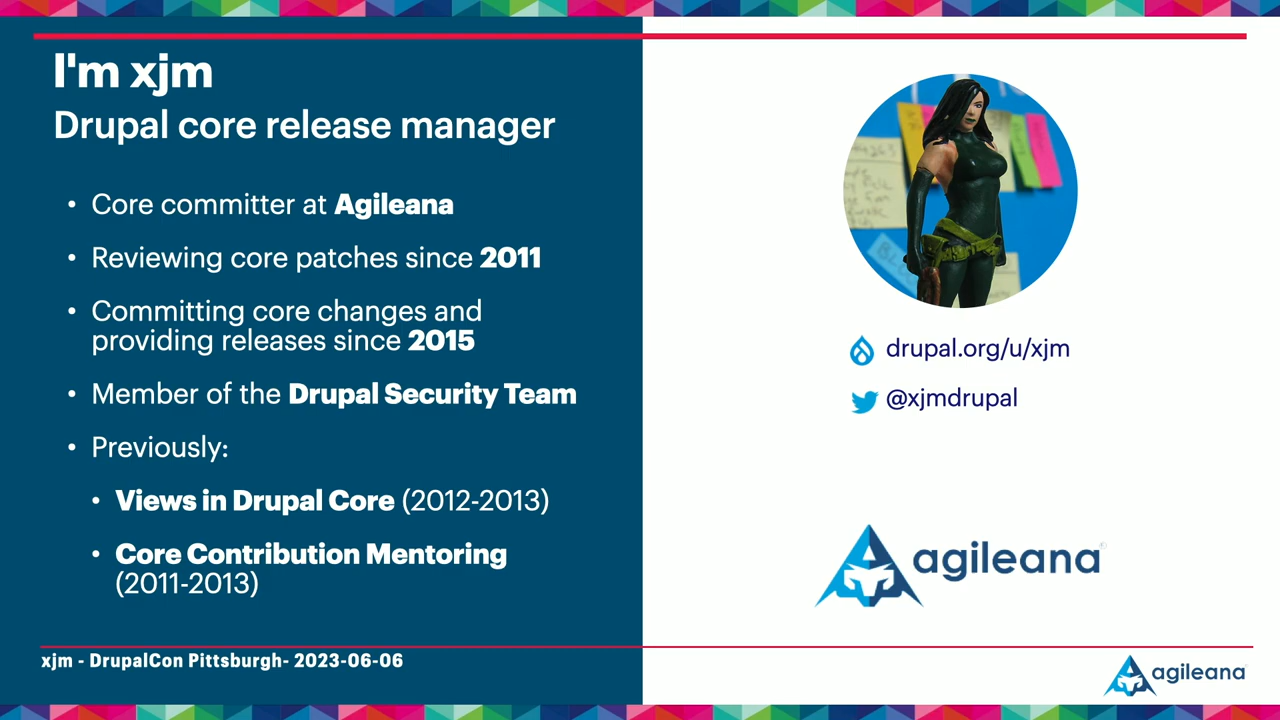 I'm xjm
Drupal core release manager
• Core committer at Agileana
• Reviewing core patches since 2011
• Committing core changes and
providing releases since 2015
• Member of the Drupal Security Team
• Previously:
• Views in Drupal Core (2012-2013)
• Core Contribution Mentoring
(2011-2013)
drupal.org/u/xjm
@xjmdrupal
agileana
xjm - DrupalCon Pittsburgh- 2023-06-06
agileana